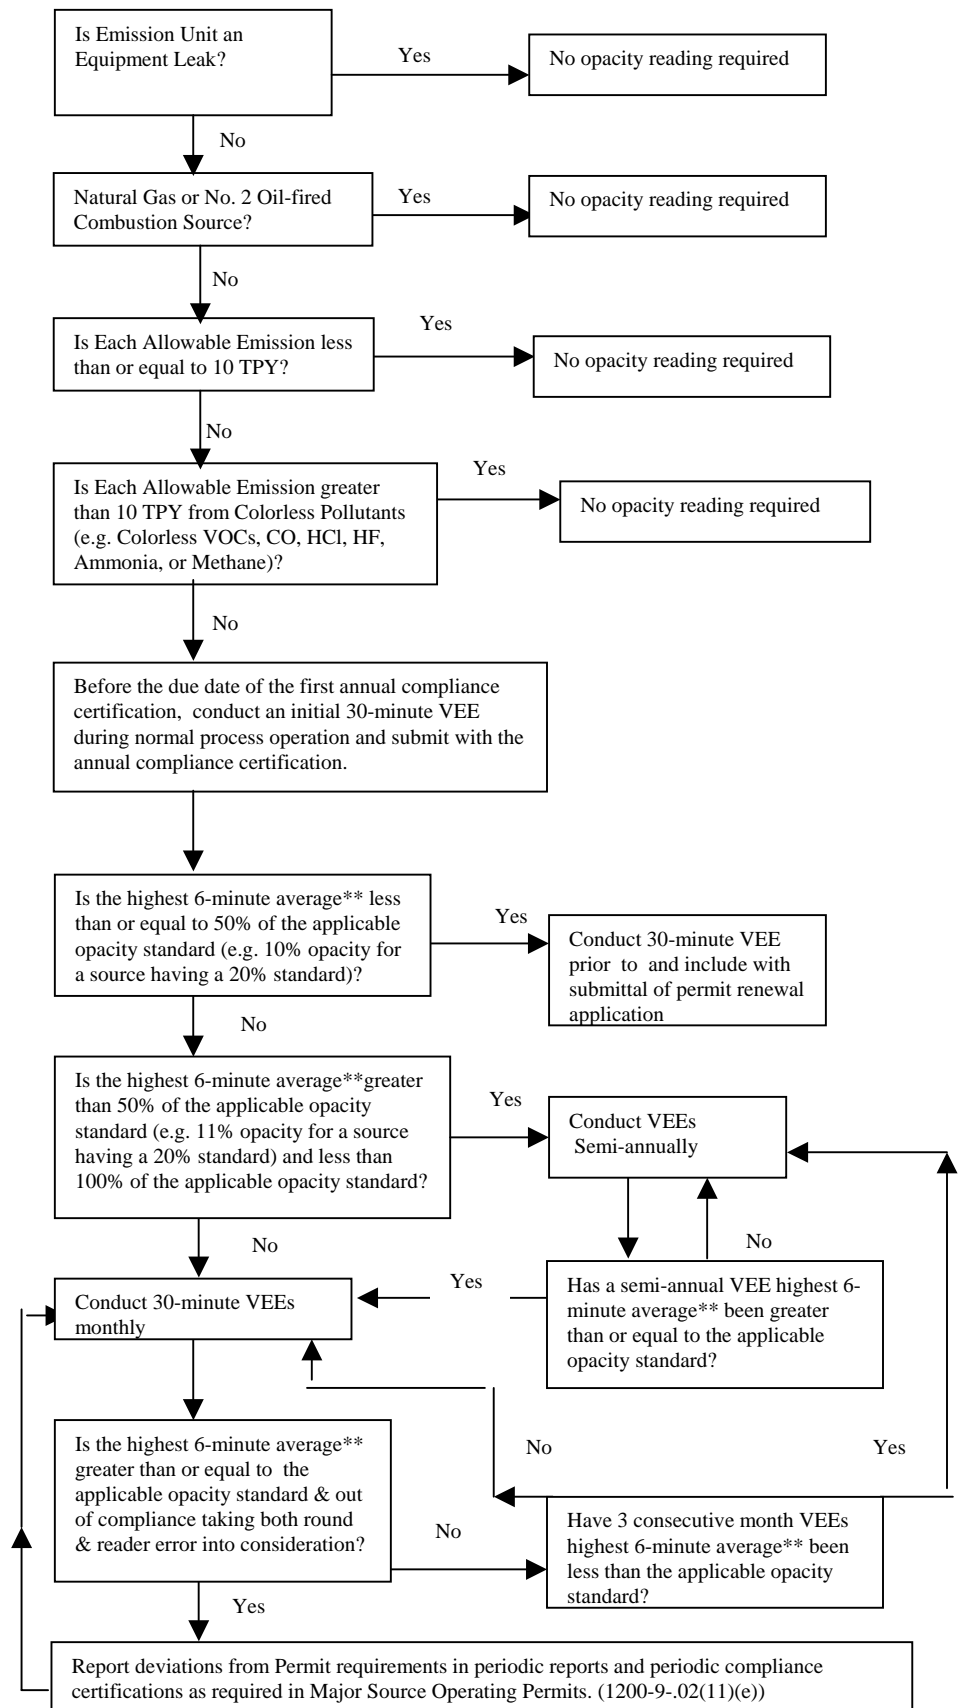 Is Emission Unit an
Equipment Leak?
Yes
No opacity reading required
No
Natural Gas or No. 2 Oil-fired
Combustion Source?
Yes
No opacity reading required
No
Is Each Allowable Emission less
than or equal to 10 TPY?
Yes
No opacity reading required
No
Is Each Allowable Emission greater
than 10 TPY from Colorless Pollutants
(e.g. Colorless VOCs, CO, HCl, HF,
Ammonia, or Methane)?
Yes
No opacity reading required
No
Before the due date of the first annual compliance
certification, conduct an initial 30-minute VEE
during normal process operation and submit with the
annual compliance certification.
Is the highest 6-minute average** less
than or equal to 50% of the applicable
opacity standard (e.g. 10% opacity for
a source having a 20% standard)?
Yes
Conduct 30-minute VEE
prior to and include with
submittal of permit renewal
application
No
Is the highest 6-minute average**greater
than 50% of the applicable opacity
standard (e.g. 11% opacity for a source
having a 20% standard) and less than
100% of the applicable opacity standard?
Yes
Conduct VEEs
Semi-annually
No
No
Yes
Has a semi-annual VEE highest 6-
minute average** been greater
than or equal to the applicable
opacity standard?
Conduct 30-minute VEEs
monthly
Is the highest 6-minute average**
greater than or equal to the
applicable opacity standard & out
of compliance taking both round
& reader error into consideration?
No
No
Yes
Have 3 consecutive month VEEs
highest 6-minute average** been
less than the applicable opacity
standard?
Yes
Report deviations from Permit requirements in periodic reports and periodic compliance
certifications as required in Major Source Operating Permits. (1200-9-.02(11)(e))